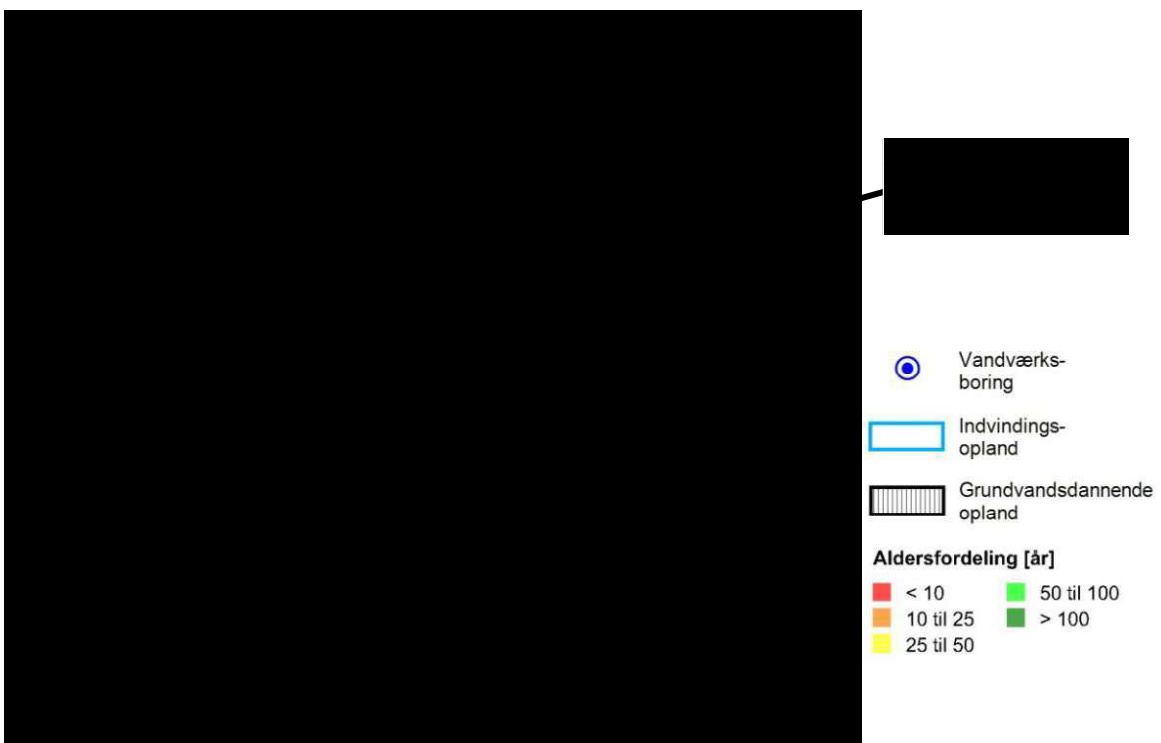 Vandværks-
boring
Indvindings-
opland
Grundvandsdannende
opland
Aldersfordeling [år]
< 10
10 til 25
25 til 50
50 til 100
> 100